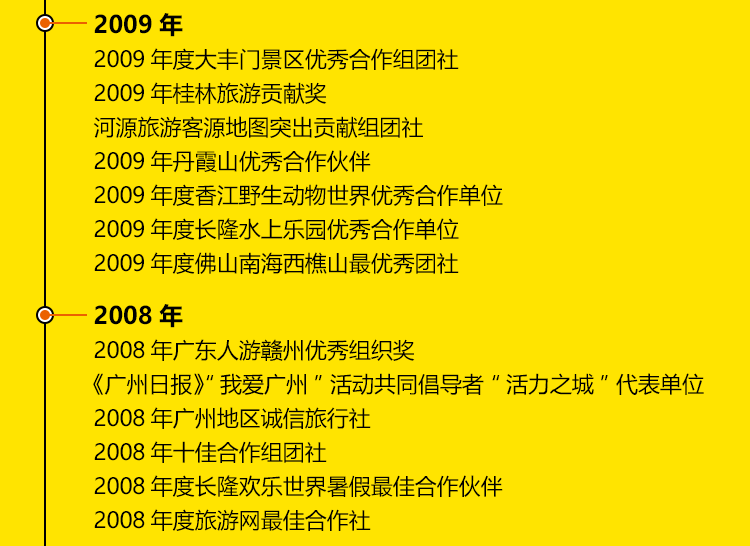 2009 年
2009 年度大丰门景区优秀合作组团社
2009 年桂林旅游贡献奖
河源旅游客源地图突出贡献组团社
2009 年丹霞山优秀合作伙伴
2009 年度香江野生动物世界优秀合作单位
2009 年度长隆水上乐园优秀合作单位
2009 年度佛山南海西樵山最优秀团社
2008 年
2008 年广东人游赣州优秀组织奖
《广州日报》“ 我爱广州 ” 活动共同倡导者 “ 活力之城 ” 代表单位
2008 年广州地区诚信旅行社
2008 年十佳合作组团社
2008 年度长隆欢乐世界暑假最佳合作伙伴
2008 年度旅游网最佳合作社